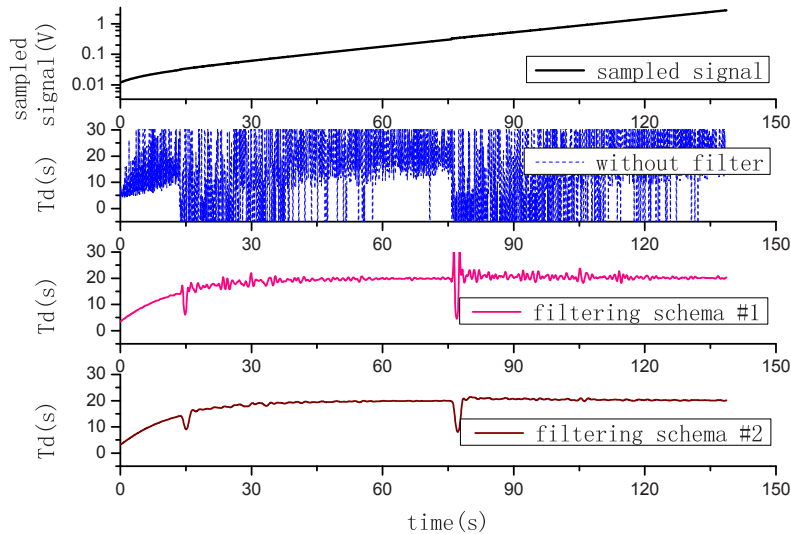 1
0.1
0.01
sampled
signal(V)
sampled signal
0 30 60 90 120 150
30
20
10
0
Td(s)
without filter
0 30 60 90 120 150
30
20
10
0
Td(s)
filtering schema #1
0 30 60 90 120 150
30
20
10
0
Td(s)
filtering schema #2
0 30 60 90 120 150
time(s)